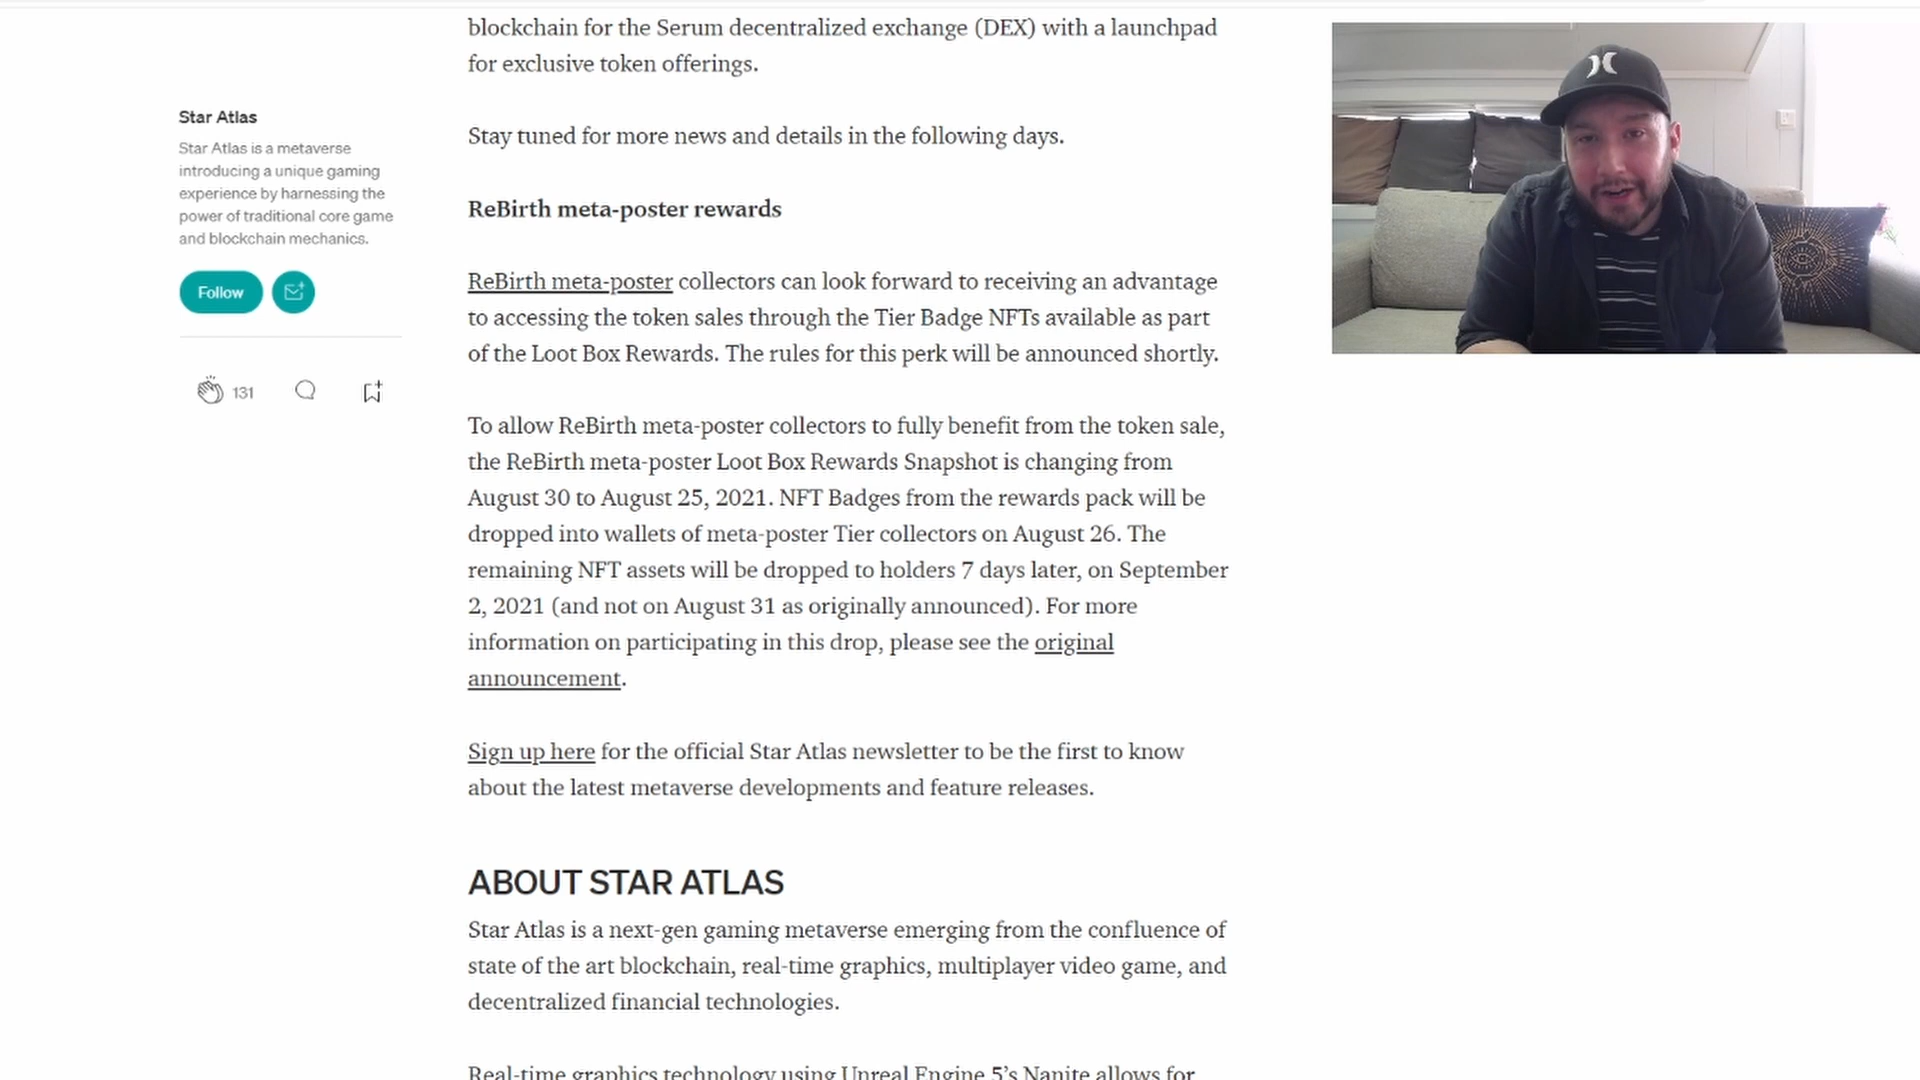 blockchain for the Serum decentralized exchange (DEX) with a launchpad
for exclusive token offerings.
Star Atlas
Star Atlas is a metaverse
introducing a unique gaming
experience by harnessing the
power of traditional core game
and blockchain mechanics.
Follow
131
Stay tuned for more news and details in the following days.
ReBirth meta-poster rewards
ReBirth meta-poster collectors can look forward to receiving an advantage
to accessing the token sales through the Tier Badge NFTs available as part
of the Loot Box Rewards. The rules for this perk will be announced shortly.
To allow ReBirth meta-poster collectors to fully benefit from the token sale,
the ReBirth meta-poster Loot Box Rewards Snapshot is changing from
August 30 to August 25, 2021. NFT Badges from the rewards pack will be
dropped into wallets of meta-poster Tier collectors on August 26. The
remaining NFT assets will be dropped to holders 7 days later, on September
2, 2021 (and not on August 31 as originally announced). For more
information on participating in this drop, please see the original
announcement.
Sign up here for the official Star Atlas newsletter to be the first to know
about the latest metaverse developments and feature releases.
ABOUT STAR ATLAS
Star Atlas is a next-gen gaming metaverse emerging from the confluence of
state of the art blockchain, real-time graphics, multiplayer video game, and
decentralized financial technologies.
Real-time graphics technology using Unreal Engine 5's Nanite allows for